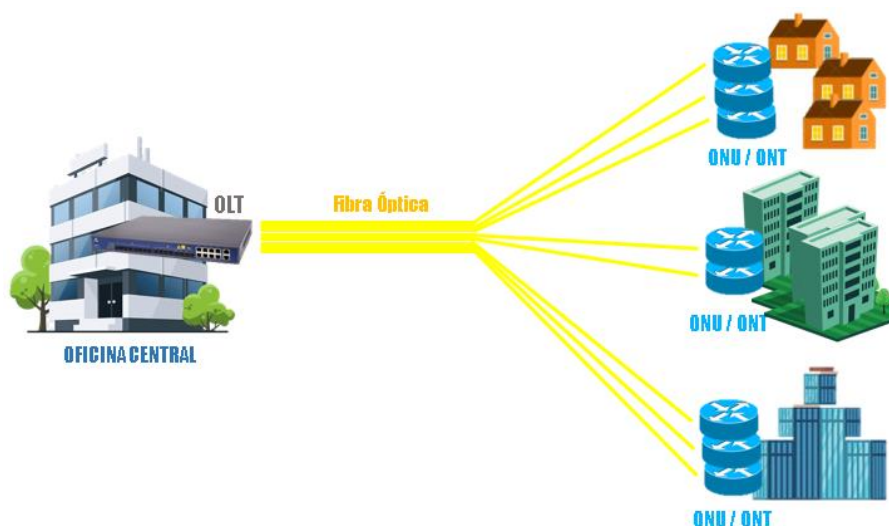 OLT
Fibra Óptica
ONU / ONT
ONU / ONT
OFICINA CENTRAL
ONU / ONT